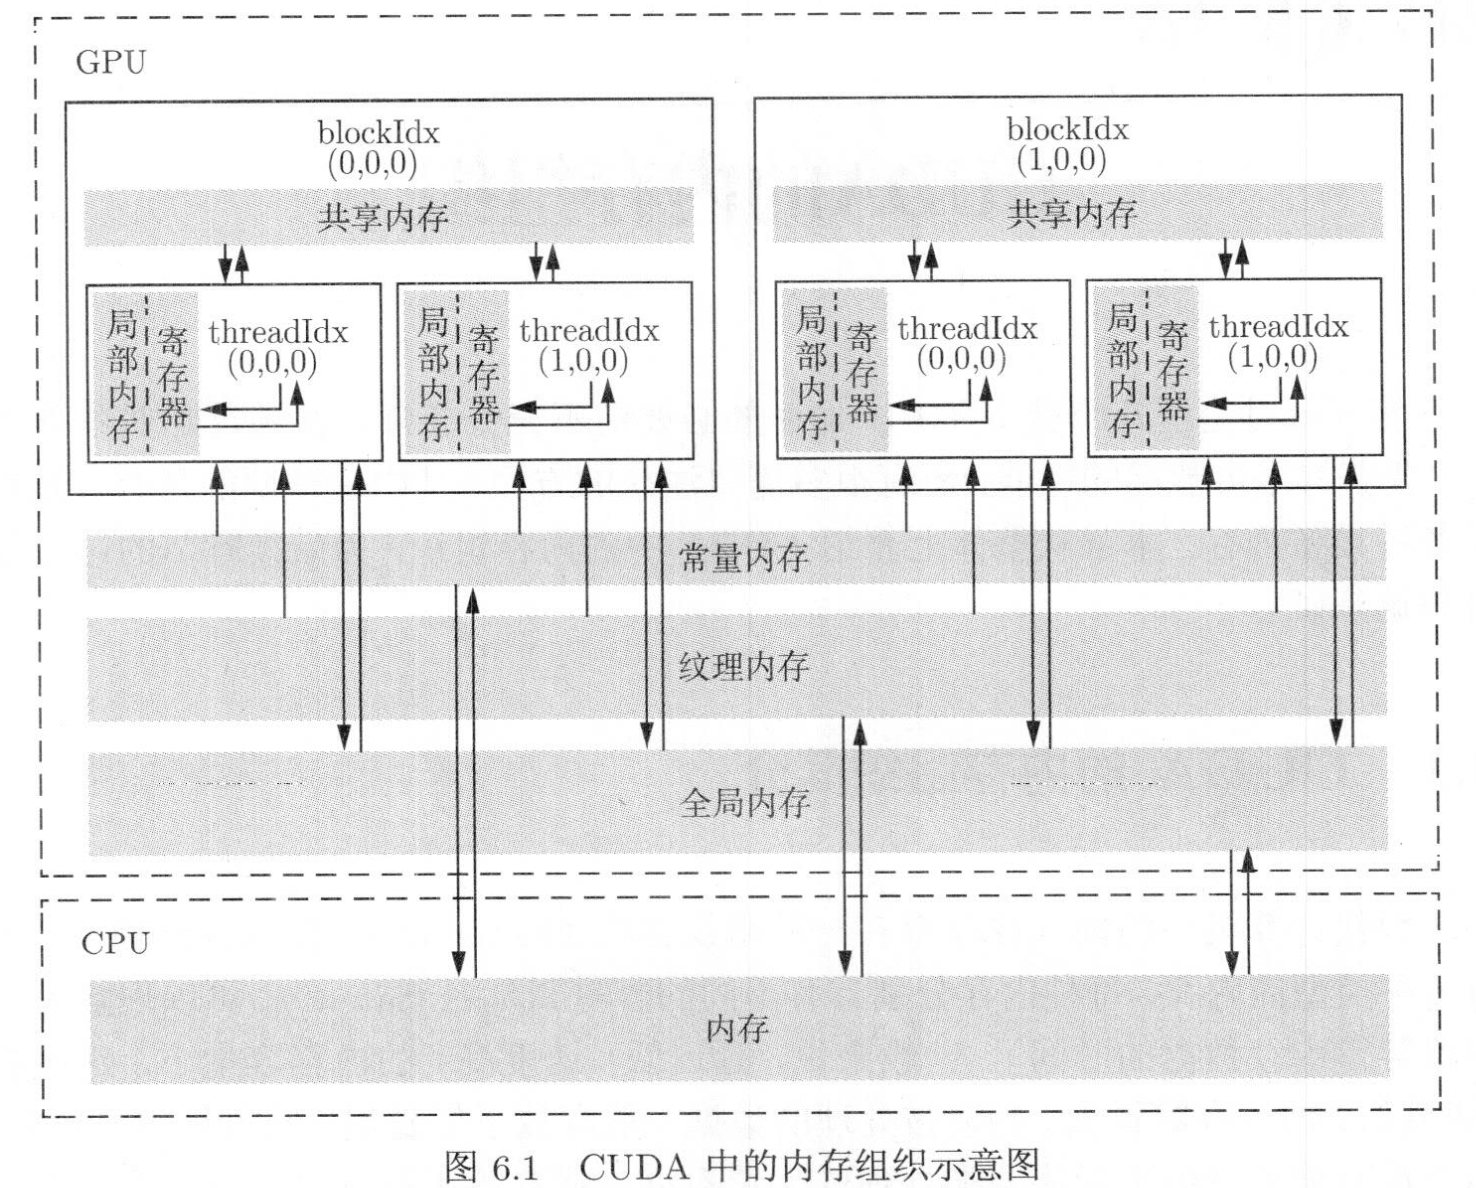 GPU
blockIdx
(0,0,0)
共享内存
局部内存
寄存器
threadIdx
(0,0,0)
局部内存
寄存器
threadIdx
(1,0,0)
blockIdx
(1,0,0)
共享内存
局部内存
寄存器
threadIdx
(0,0,0)
局部内存
寄存器
threadIdx
(1,0,0)
常量内存
纹理内存
全局内存
CPU
内存
图 6.1 CUDA 中的内存组织示意图